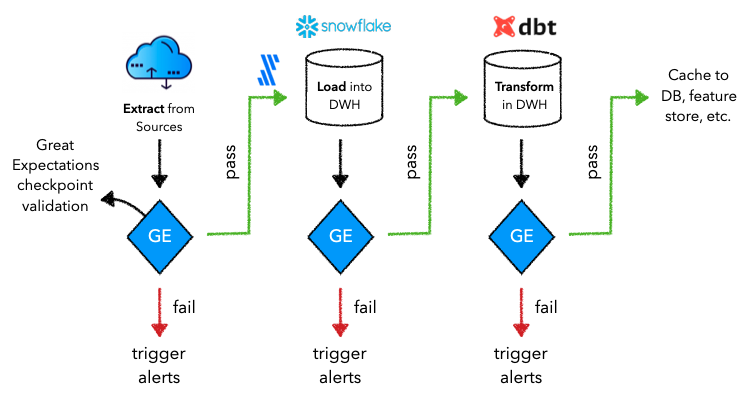 snowflake
dbt
Extract from
Sources
Load into
DWH
Transform
in DWH
Cache to
DB, feature
store, etc.
Great
Expectations
checkpoint
validation
pass
pass
pass
GE
GE
GE
fail
fail
fail
trigger
alerts
trigger
alerts
trigger
alerts